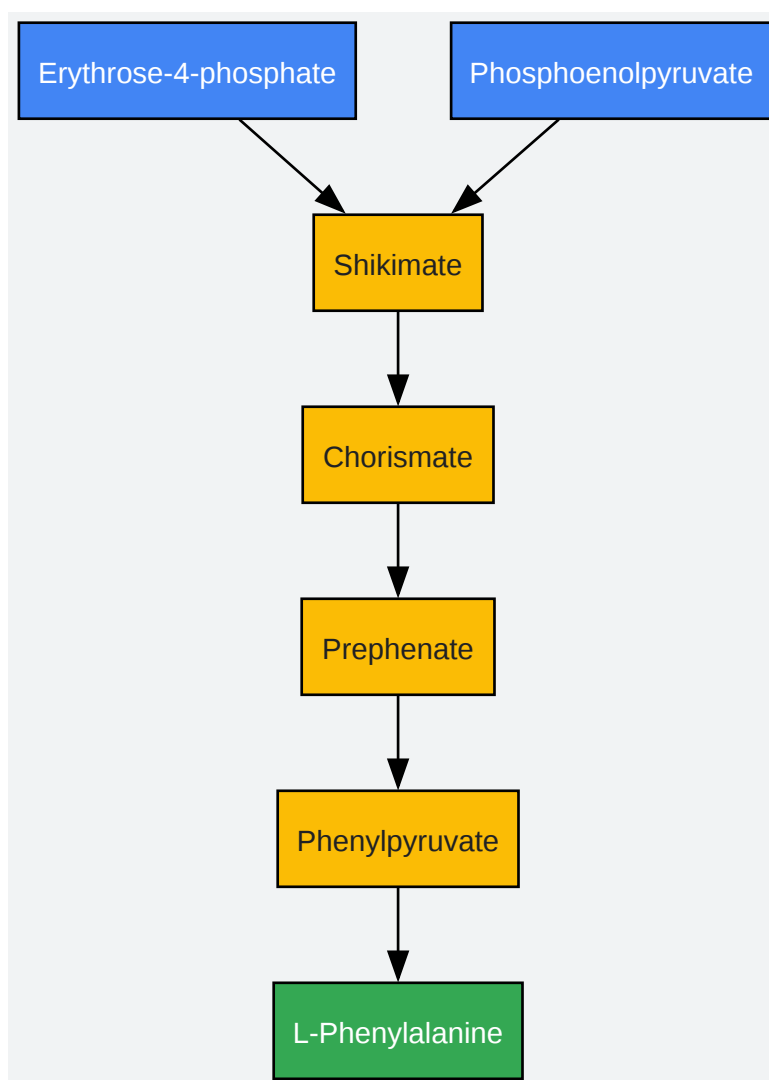 Erythrose-4-phosphate
Phosphoenolpyruvate
Shikimate
Chorismate
Prephenate
Phenylpyruvate
L-Phenylalanine